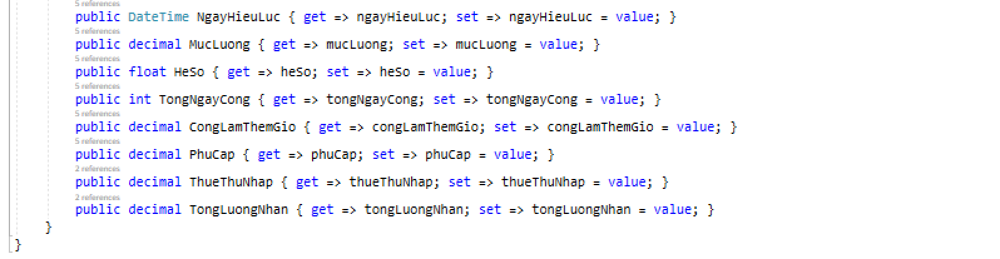 5 references
public DateTime NgayHieuLuc { get => ngayHieuLuc; set => ngayHieuLuc = value; }
5 references
public decimal MucLuong { get => mucLuong; set => mucLuong = value; }
5 references
public float HeSo { get => heSo; set => heSo = value; }
5 references
public int TongNgayCong { get => tongNgayCong; set => tongNgayCong = value; }
5 references
public decimal CongLamThemGio { get => congLamThemGio; set => congLamThemGio = value; }
5 references
public decimal PhuCap { get => phuCap; set => phuCap = value; }
2 references
public decimal ThueThuNhap { get => thueThuNhap; set => thueThuNhap = value; }
2 references
public decimal TongLuongNhan { get => tongLuongNhan; set => tongLuongNhan = value; }
}
}